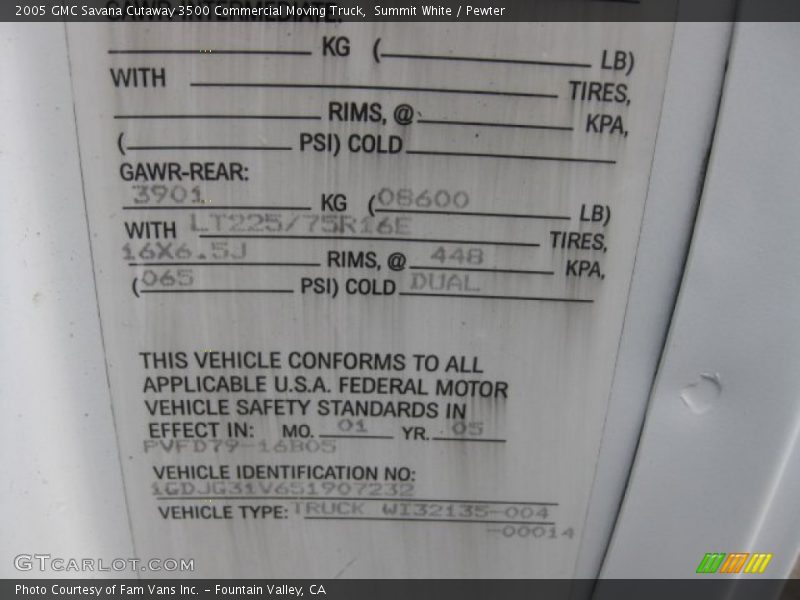 2005 GMC Savana Cutaway 3500 Commercial Moving Truck, Summit White / Pewter
GAWR-INTERMEDIATE:
KG ( LB)
WITH TIRES,
RIMS, @ KPA,
( PSI) COLD
GAWR-REAR:
3901 KG (08600 LB)
WITH LT225/75R16E TIRES,
16X6.5J RIMS, @ 448 KPA,
(065 PSI) COLD DUAL
THIS VEHICLE CONFORMS TO ALL
APPLICABLE U.S.A. FEDERAL MOTOR
VEHICLE SAFETY STANDARDS IN
EFFECT IN: MO. 01 YR. 05
PVFD79-16B05
VEHICLE IDENTIFICATION NO:
1GDJG31V651907232
VEHICLE TYPE: TRUCK WI32135-004
-00014
GTCarlot.com
Photo Courtesy of Fam Vans Inc. - Fountain Valley, CA